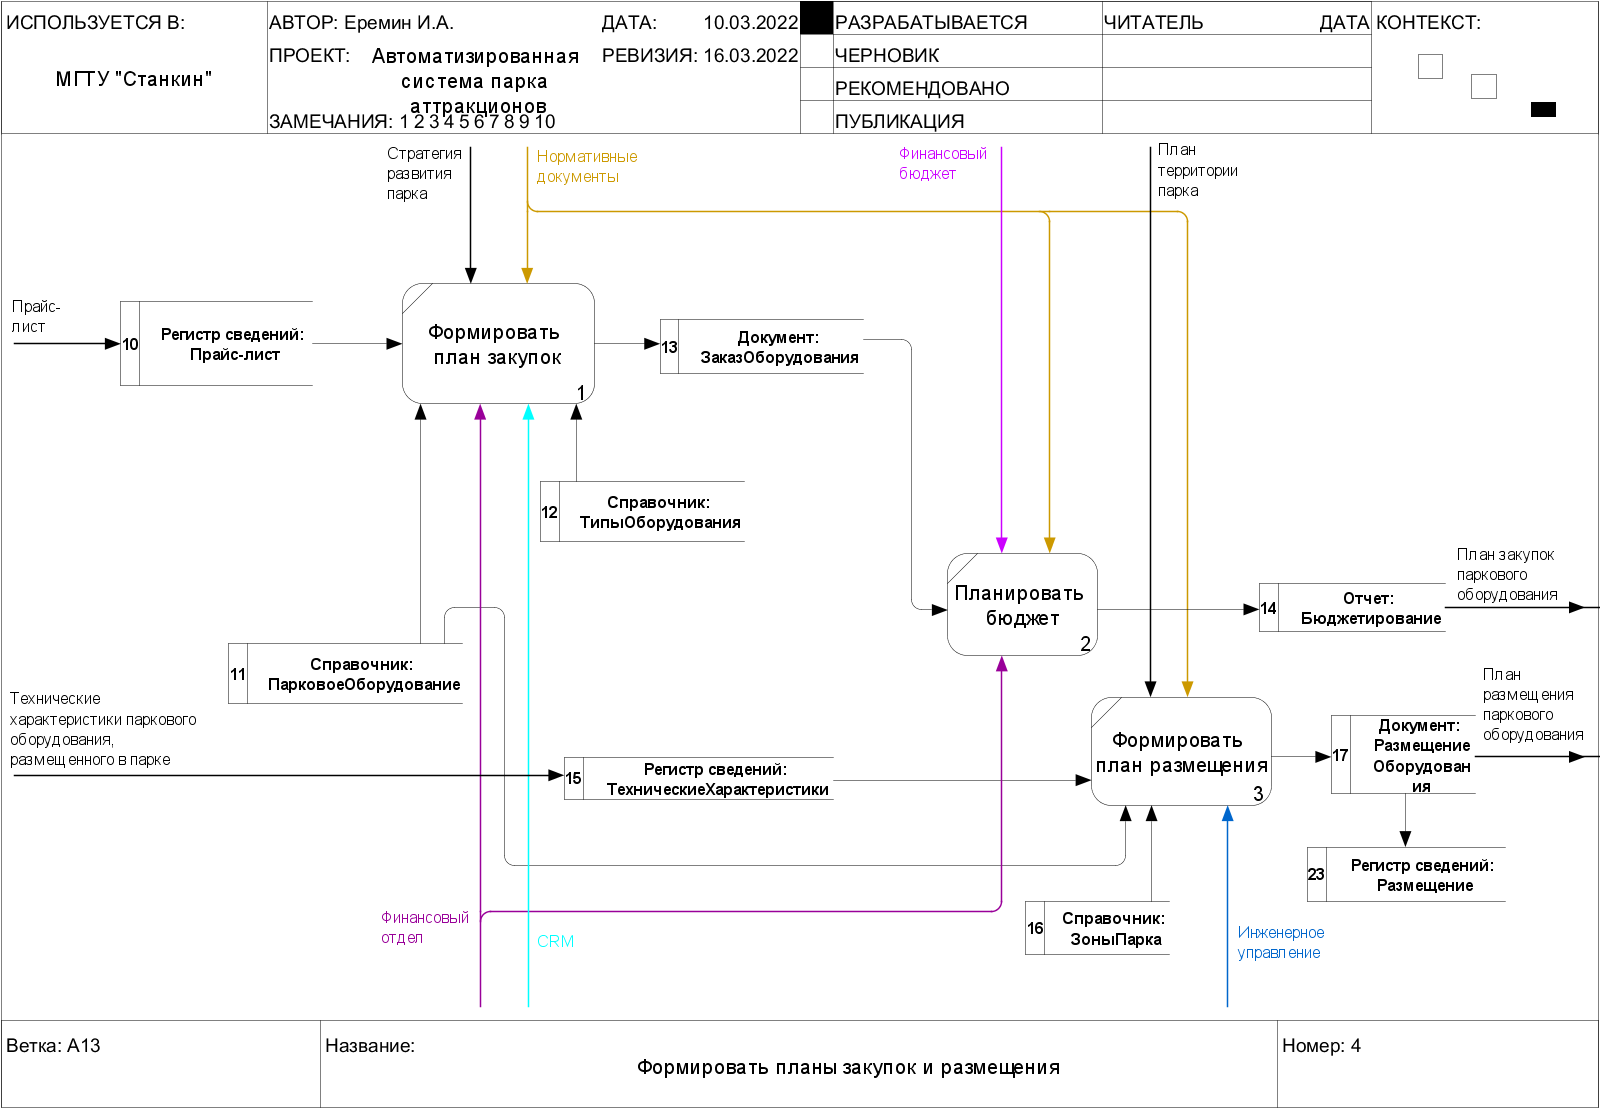 ИСПОЛЬЗУЕТСЯ В:
МГТУ "Станкин"
АВТОР: Еремин И.А.
ДАТА: 10.03.2022
ПРОЕКТ: Автоматизированная
система парка
аттракционов
РЕВИЗИЯ: 16.03.2022
ЗАМЕЧАНИЯ: 1 2 3 4 5 6 7 8 9 10
РАЗРАБАТЫВАЕТСЯ
ЧЕРНОВИК
РЕКОМЕНДОВАНО
ПУБЛИКАЦИЯ
ЧИТАТЕЛЬ
ДАТА
КОНТЕКСТ:
Стратегия
развития
парка
Нормативные
документы
Финансовый
бюджет
План
территории
парка
Прайс-
лист
10
Регистр сведений:
Прайс-лист
Формировать
план закупок
1
13
Документ:
ЗаказОборудования
12
Справочник:
ТипыОборудования
Планировать
бюджет
2
14
Отчет:
Бюджетирование
План закупок
паркового
оборудования
11
Справочник:
ПарковоеОборудование
Технические
характеристики паркового
оборудования,
размещенного в парке
15
Регистр сведений:
ТехническиеХарактеристики
Формировать
план размещения
3
17
Документ:
Размещение
Оборудован
ия
План
размещения
паркового
оборудования
23
Регистр сведений:
Размещение
16
Справочник:
ЗоныПарка
Финансовый
отдел
CRM
Инженерное
управление
Ветка: A13
Название:
Формировать планы закупок и размещения
Номер: 4